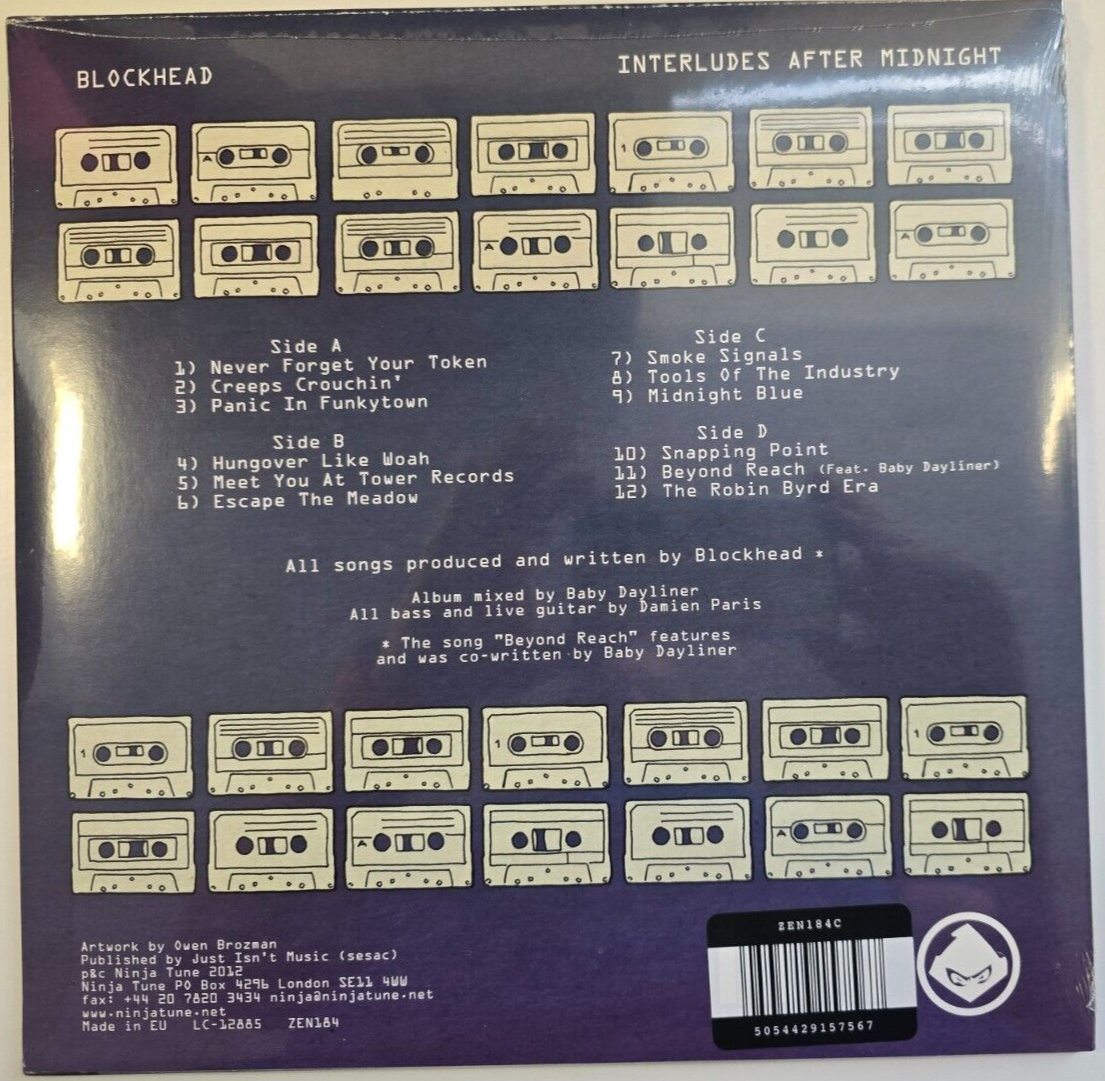 BLOCKHEAD
INTERLUDES AFTER MIDNIGHT
A
1
A
A
Side A
1) Never Forget Your Token
2) Creeps Crouchin'
3) Panic In Funkytown
Side B
4) Hungover Like Woah
5) Meet You At Tower Records
6) Escape The Meadow
Side C
7) Smoke Signals
8) Tools Of The Industry
9) Midnight Blue
Side D
10) Snapping Point
11) Beyond Reach (Feat. Baby Dayliner)
12) The Robin Byrd Era
All songs produced and written by Blockhead *
Album mixed by Baby Dayliner
All bass and live guitar by Damien Paris
* The song "Beyond Reach" features
and was co-written by Baby Dayliner
1
1
1
A
A
Artwork by Owen Brozman
Published by Just Isn't Music (sesac)
p&c Ninja Tune 2012
Ninja Tune PO Box 4296 London SE11 4WW
fax: +44 20 7820 3434 ninja@ninjatune.net
www.ninjatune.net
Made in EU LC-12885 ZEN184
ZEN184C
5054429157567